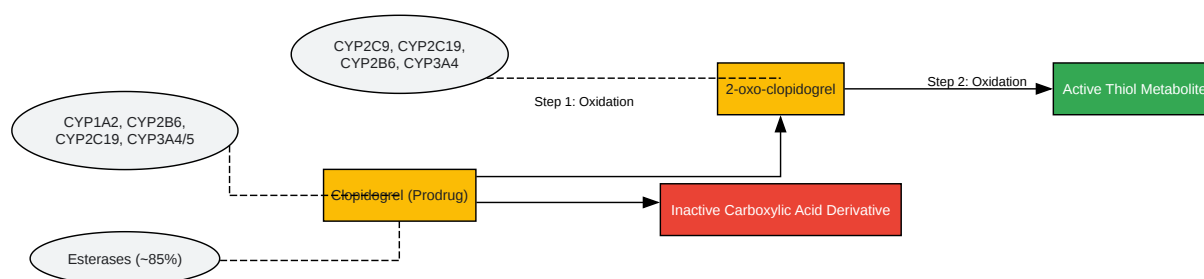 CYP2C9, CYP2C19,
CYP2B6, CYP3A4
2-oxo-clopidogrel
Step 2: Oxidation
Active Thiol Metabolite
Step 1: Oxidation
CYP1A2, CYP2B6,
CYP2C19, CYP3A4/5
Clopidogrel (Prodrug)
Inactive Carboxylic Acid Derivative
Esterases (~85%)